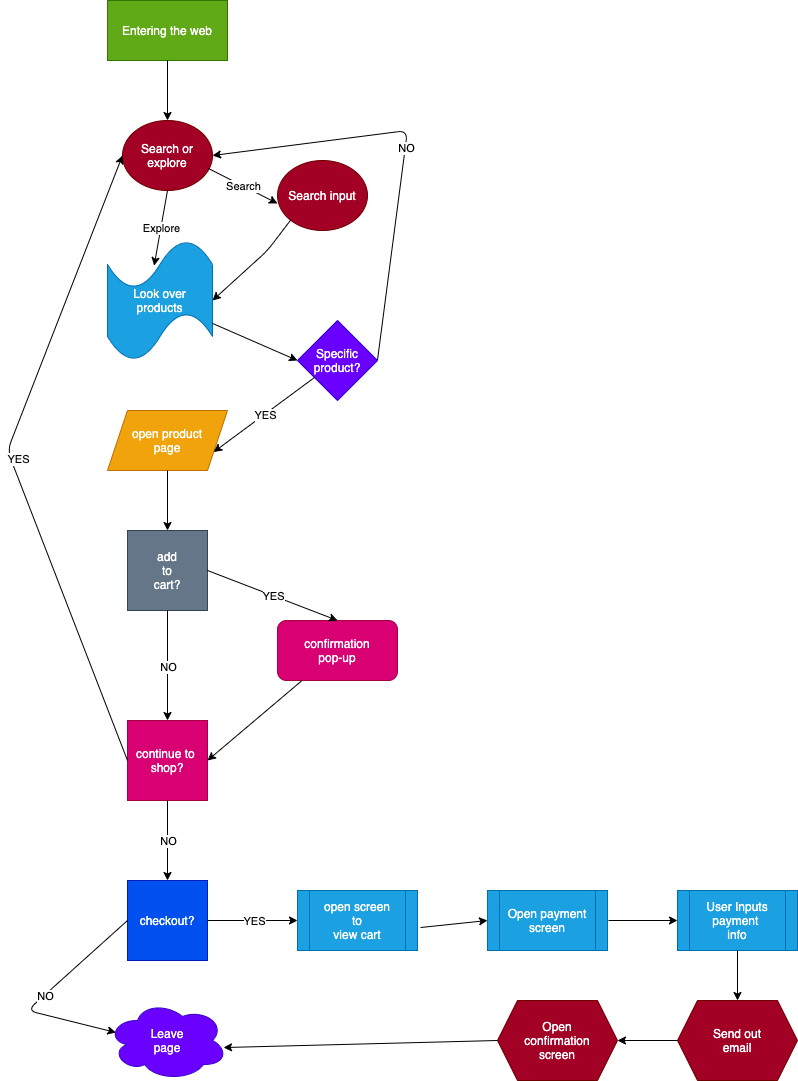 Entering the web
Search or
explore
NO
Search
Search input
Explore
Look over
products
Specific
product?
YES
open product
page
YES
add
to
cart?
YES
confirmation
pop-up
NO
continue to
shop?
NO
checkout?
YES
open screen
to
view cart
Open payment
screen
User Inputs
payment
info
NO
Leave
page
Open
confirmation
screen
Send out
email